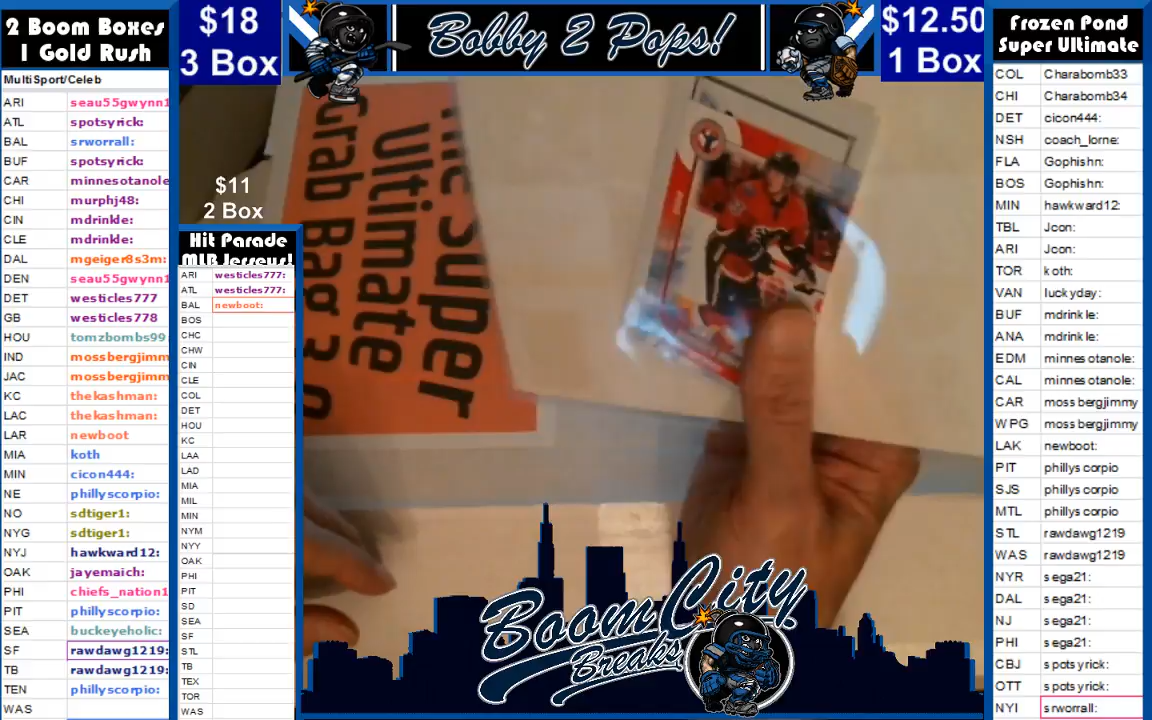 2 Boom Boxes
1 Gold Rush
MultiSport/Celeb
ARI seau55gwynn1
ATL spotsyrick:
BAL srworrall:
BUF spotsyrick:
CAR minnesotanole
CHI murphj48:
CIN mdrinkle:
CLE mdrinkle:
DAL mgeiger8s3m:
DEN seau55gwynn1
DET westicles777
GB westicles778
HOU tomzbombs99
IND mossbergjimm
JAC mossbergjimm
KC thekashman:
LAC thekashman:
LAR newboot
MIA koth
MIN cicon444:
NE phillyscorpio:
NO sdtiger1:
NYG sdtiger1:
NYJ hawkward12:
OAK jayemaich:
PHI chiefs_nation1
PIT phillyscorpio:
SEA buckeyeholic:
SF rawdawg1219:
TB rawdawg1219:
TEN phillyscorpio:
WAS
$18
3 Box
$11
2 Box
Hit Parade
MLB Jerseys!
ARI westicles777:
ATL westicles777:
BAL newboot:
BOS
CHC
CHW
CIN
CLE
COL
DET
HOU
KC
LAA
LAD
MIA
MIL
MIN
NYM
NYY
OAK
PHI
PIT
SD
SEA
SF
STL
TB
TEX
TOR
WAS
Bobby 2 Pops!
Super
Ultimate
Grab Bag
Boom City
Breaks
$12.50
1 Box
Frozen Pond
Super Ultimate
COL Charabomb33
CHI Charabomb34
DET cicon444:
NSH coach_lorne:
FLA Gophishn:
BOS Gophishn:
MIN hawkward12:
TBL Jcon:
ARI Jcon:
TOR koth:
VAN luckyday:
BUF mdrinkle:
ANA mdrinkle:
EDM minnesotanole:
CAL minnesotanole:
CAR mossbergjimmy
WPG mossbergjimmy
LAK newboot:
PIT phillyscorpio
SJS phillyscorpio
MTL phillyscorpio
STL rawdawg1219
WAS rawdawg1219
NYR sega21:
DAL sega21:
NJ sega21:
PHI sega21:
CBJ spotsyrick:
OTT spotsyrick:
NYI srworrall: